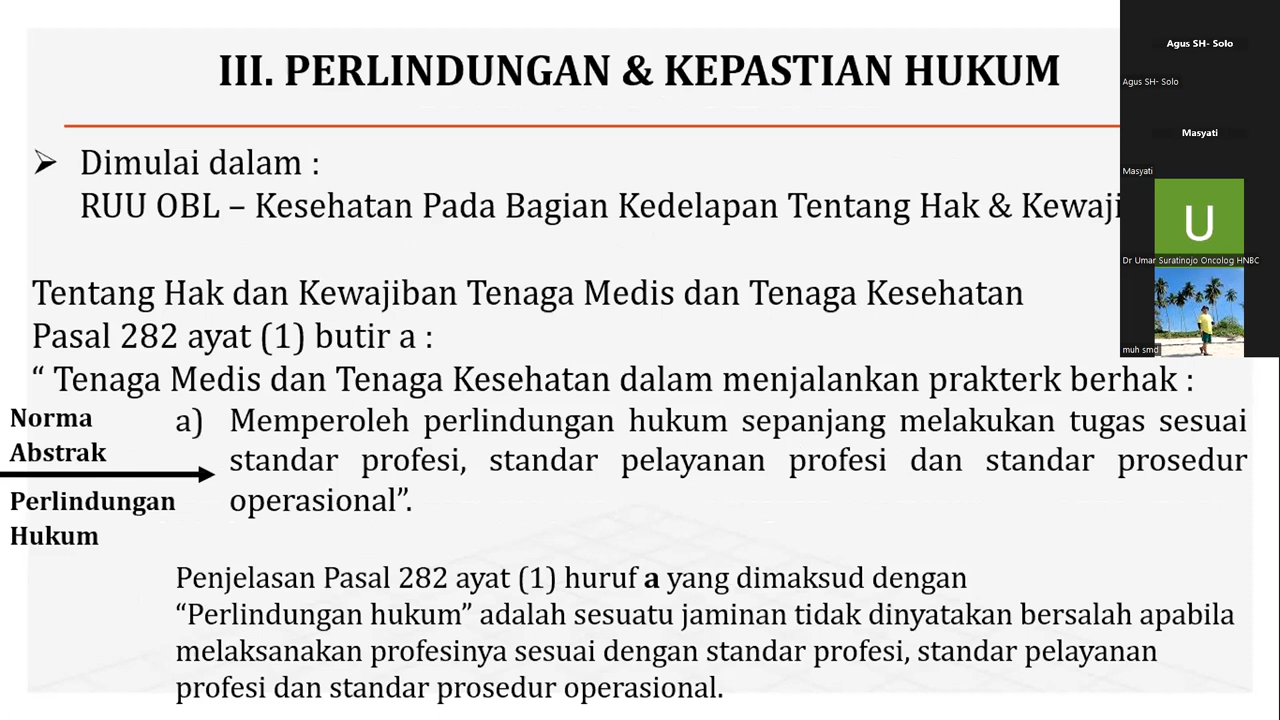 III. PERLINDUNGAN & KEPASTIAN HUKUM
➢ Dimulai dalam :
RUU OBL – Kesehatan Pada Bagian Kedelapan Tentang Hak & Kewaji
Tentang Hak dan Kewajiban Tenaga Medis dan Tenaga Kesehatan
Pasal 282 ayat (1) butir a :
“ Tenaga Medis dan Tenaga Kesehatan dalam menjalankan prakterk berhak :
a) Memperoleh perlindungan hukum sepanjang melakukan tugas sesuai
standar profesi, standar pelayanan profesi dan standar prosedur
operasional”.
Norma
Abstrak
Perlindungan
Hukum
Penjelasan Pasal 282 ayat (1) huruf a yang dimaksud dengan
“Perlindungan hukum” adalah sesuatu jaminan tidak dinyatakan bersalah apabila
melaksanakan profesinya sesuai dengan standar profesi, standar pelayanan
profesi dan standar prosedur operasional.
Agus SH- Solo
Agus SH- Solo
Masyati
Masyati
U
Dr Umar Suratinojo Oncolog HNBC
muh smd